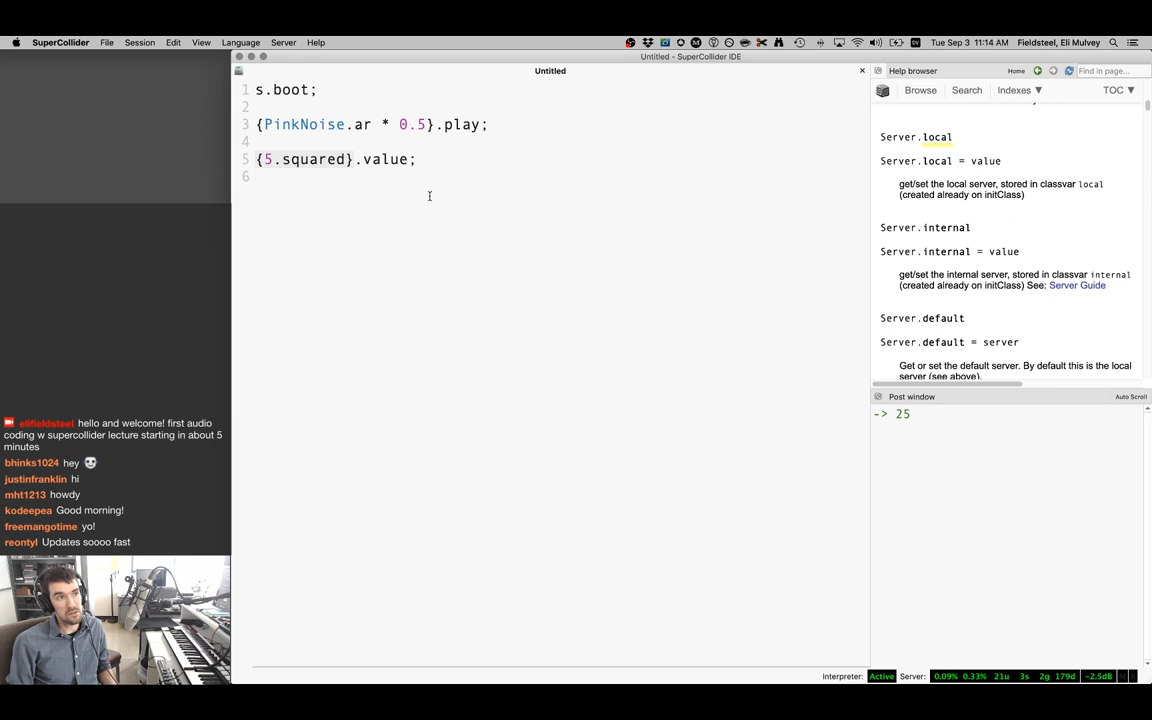 SuperCollider File Session Edit View Language Server Help
Tue Sep 3 11:14 AM Fieldsteel, Eli Mulvey
Untitled - SuperCollider IDE
Untitled
Help browser Home Find in page...
Browse Search Indexes ▼ TOC ▼
1 s.boot;
2
3 {PinkNoise.ar * 0.5}.play;
4
5 {5.squared}.value;
6
Server.local
Server.local = value
get/set the local server, stored in classvar local
(created already on initClass)
Server.internal
Server.internal = value
get/set the internal server, stored in classvar internal
(created already on initClass) See: Server Guide
Server.default
Server.default = server
Get or set the default server. By default this is the local
server (see above).
Post window Auto Scroll
-> 25
elifieldsteel hello and welcome! first audio
coding w supercollider lecture starting in about 5
minutes
bhinks1024 hey
justinfranklin hi
mht1213 howdy
kodeepea Good morning!
freemangotime yo!
reontyl Updates soooo fast
Interpreter: Active Server: 0.09% 0.33% 21u 3s 2g 179d -2.5dB